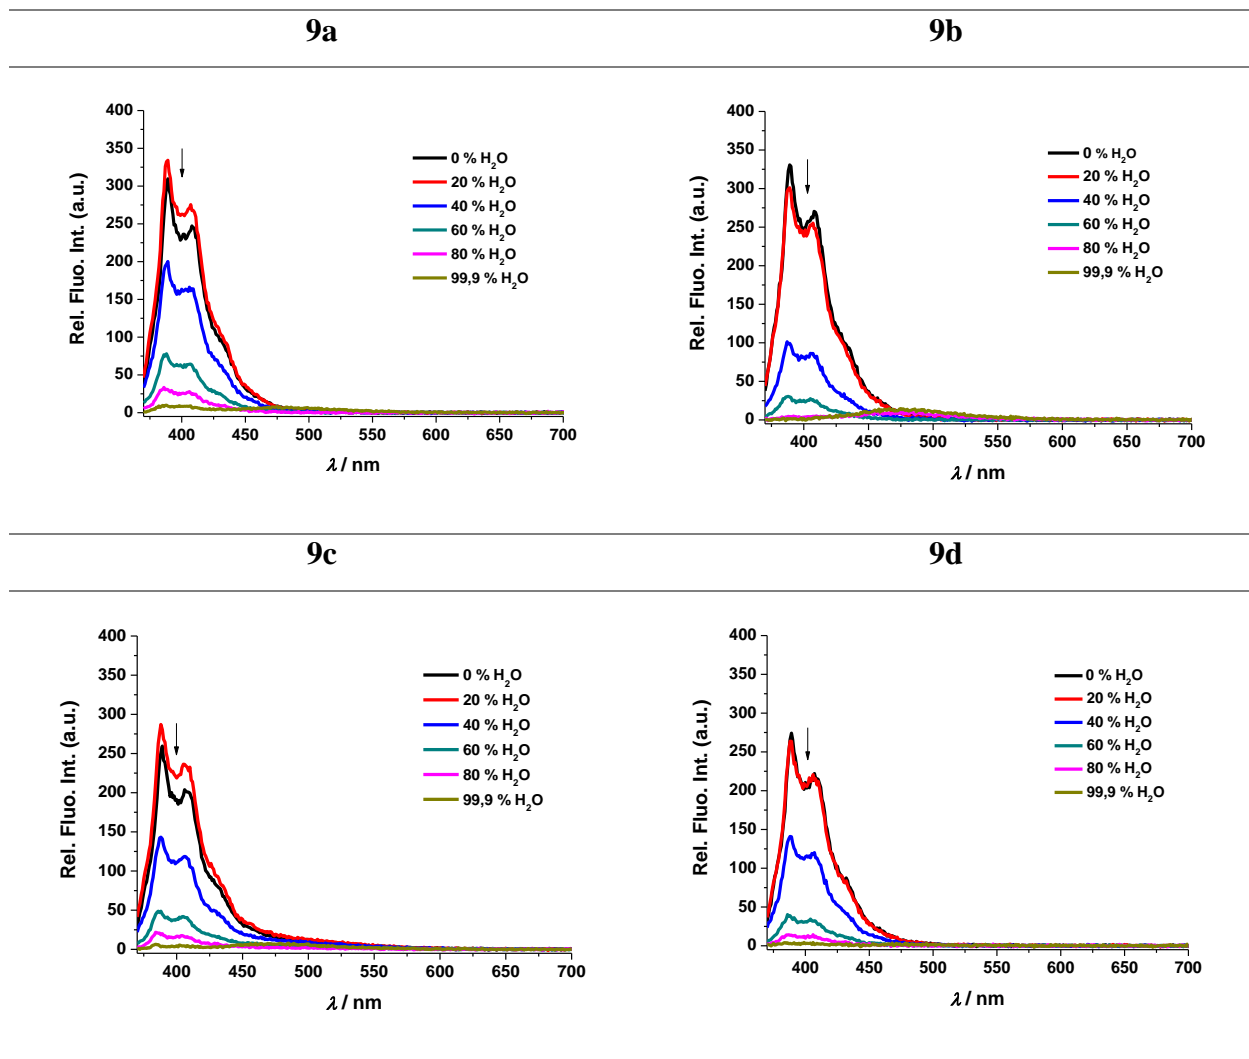 9a 9b
400
350
300
250
200
150
100
50
0
Rel. Fluo. Int. (a.u.)
0 % H₂O
20 % H₂O
40 % H₂O
60 % H₂O
80 % H₂O
99,9 % H₂O
400 450 500 550 600 650 700
λ / nm
400
350
300
250
200
150
100
50
0
Rel. Fluo. Int. (a.u.)
0 % H₂O
20 % H₂O
40 % H₂O
60 % H₂O
80 % H₂O
99,9 % H₂O
400 450 500 550 600 650 700
λ / nm
9c 9d
400
350
300
250
200
150
100
50
0
Rel. Fluo. Int. (a.u.)
0 % H₂O
20 % H₂O
40 % H₂O
60 % H₂O
80 % H₂O
99,9 % H₂O
400 450 500 550 600 650 700
λ / nm
400
350
300
250
200
150
100
50
0
Rel. Fluo. Int. (a.u.)
0 % H₂O
20 % H₂O
40 % H₂O
60 % H₂O
80 % H₂O
99,9 % H₂O
400 450 500 550 600 650 700
λ / nm